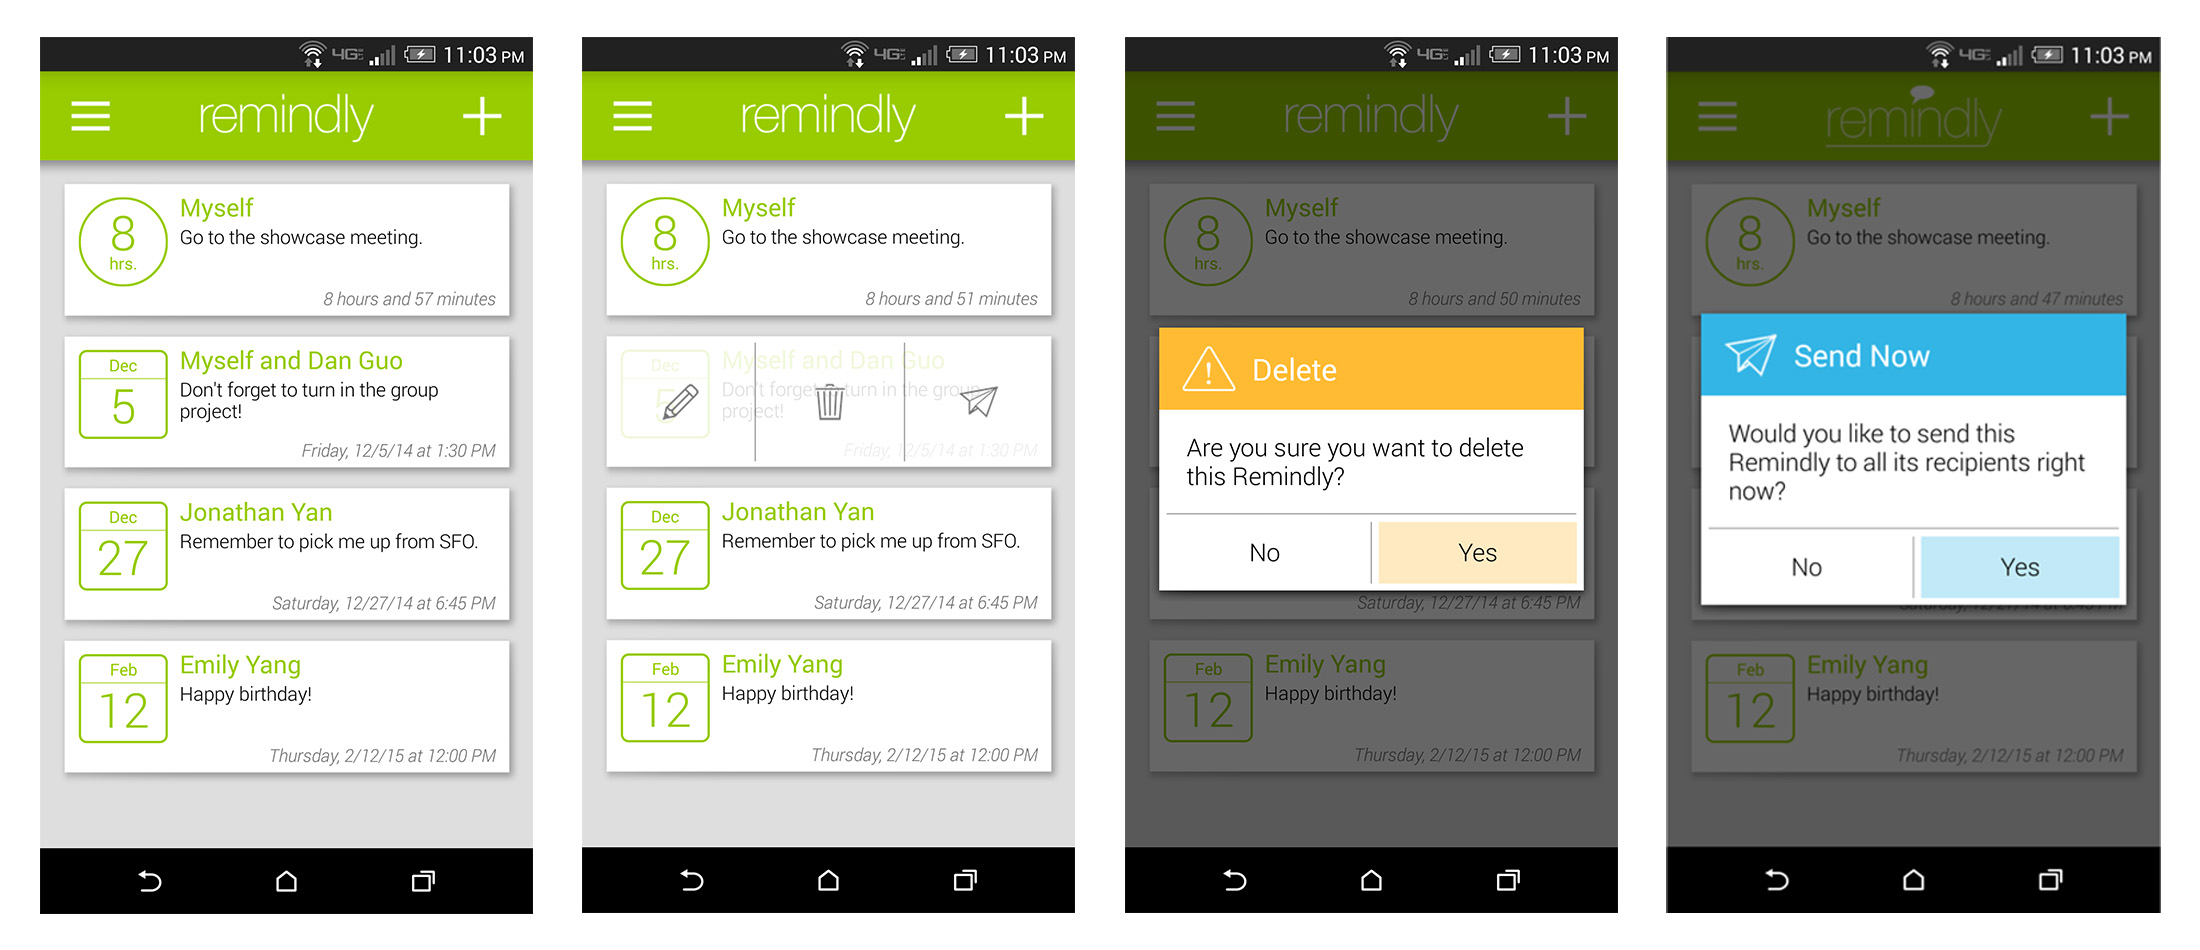 4G 11:03 PM
remindly
8
hrs.
Myself
Go to the showcase meeting.
8 hours and 57 minutes
Dec
5
Myself and Dan Guo
Don't forget to turn in the group
project!
Friday, 12/5/14 at 1:30 PM
Dec
27
Jonathan Yan
Remember to pick me up from SFO.
Saturday, 12/27/14 at 6:45 PM
Feb
12
Emily Yang
Happy birthday!
Thursday, 2/12/15 at 12:00 PM
4G 11:03 PM
remindly
8
hrs.
Myself
Go to the showcase meeting.
8 hours and 51 minutes
Dec
5
Myself and Dan Guo
Don't forget to turn in the group
project!
Friday, 12/5/14 at 1:30 PM
Dec
27
Jonathan Yan
Remember to pick me up from SFO.
Saturday, 12/27/14 at 6:45 PM
Feb
12
Emily Yang
Happy birthday!
Thursday, 2/12/15 at 12:00 PM
4G 11:03 PM
remindly
8
hrs.
Myself
Go to the showcase meeting.
8 hours and 50 minutes
Delete
Are you sure you want to delete
this Remindly?
No
Yes
Saturday, 12/27/14 at 6:45 PM
Feb
12
Emily Yang
Happy birthday!
Thursday, 2/12/15 at 12:00 PM
4G 11:03 PM
remindly
8
hrs.
Myself
Go to the showcase meeting.
8 hours and 47 minutes
Send Now
Would you like to send this
Remindly to all its recipients right
now?
No
Yes
Feb
12
Emily Yang
Happy birthday!
Thursday, 2/12/15 at 12:00 PM